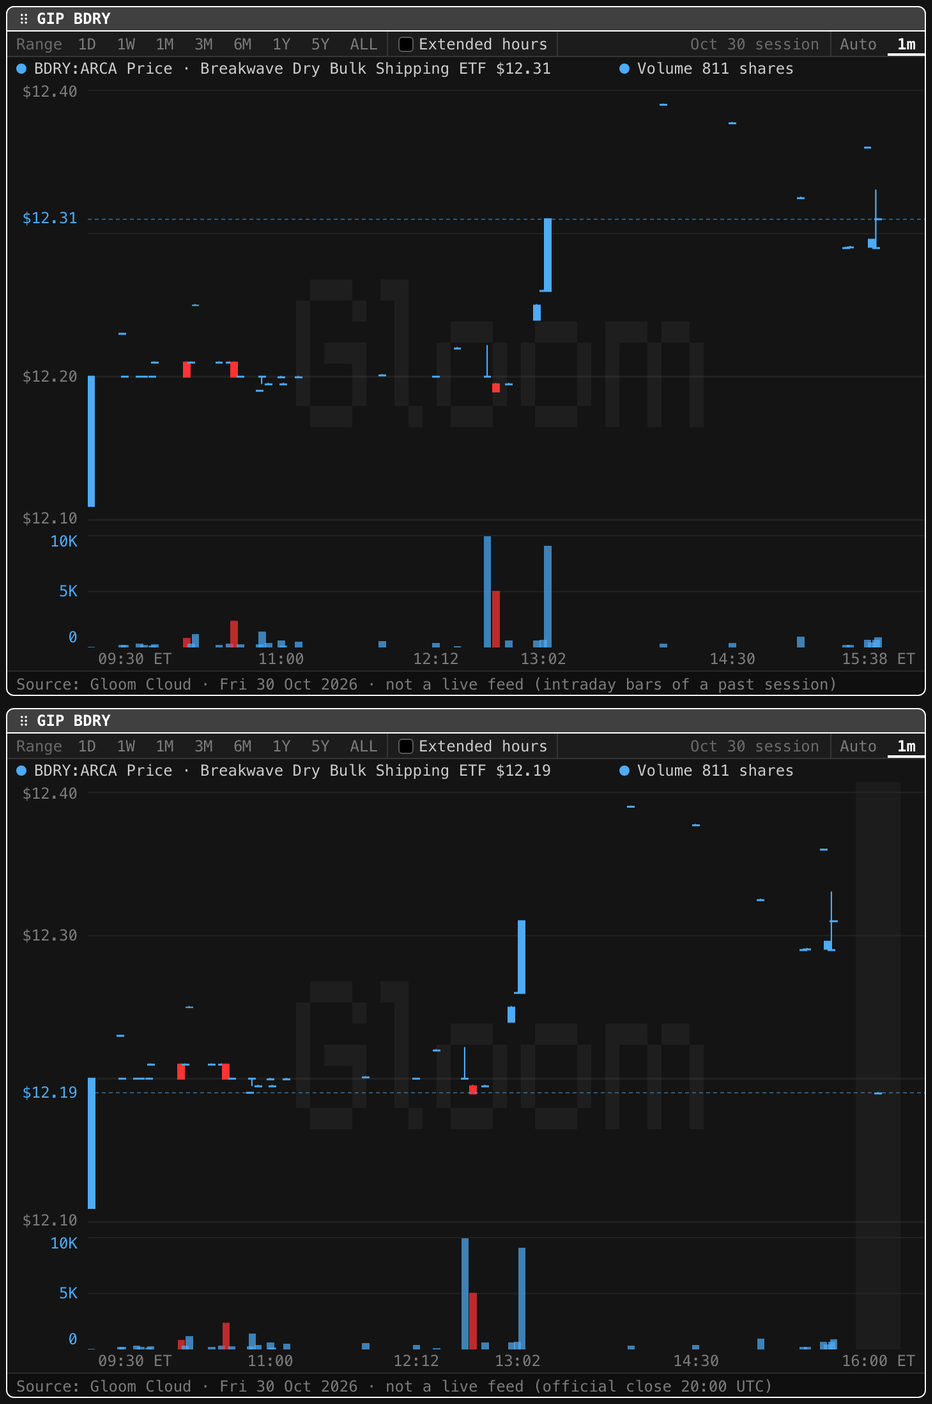 ⠿ GIP BDRY
Range 1D 1W 1M 3M 6M 1Y 5Y ALL Extended hours Oct 30 session Auto 1m
BDRY:ARCA Price · Breakwave Dry Bulk Shipping ETF $12.31 Volume 811 shares
$12.40
$12.31
$12.20
$12.10
10K
5K
0
09:30 ET 11:00 12:12 13:02 14:30 15:38 ET
Gloom
Source: Gloom Cloud · Fri 30 Oct 2026 · not a live feed (intraday bars of a past session)
⠿ GIP BDRY
Range 1D 1W 1M 3M 6M 1Y 5Y ALL Extended hours Oct 30 session Auto 1m
BDRY:ARCA Price · Breakwave Dry Bulk Shipping ETF $12.19 Volume 811 shares
$12.40
$12.30
$12.19
$12.10
10K
5K
0
09:30 ET 11:00 12:12 13:02 14:30 16:00 ET
Gloom
Source: Gloom Cloud · Fri 30 Oct 2026 · not a live feed (official close 20:00 UTC)